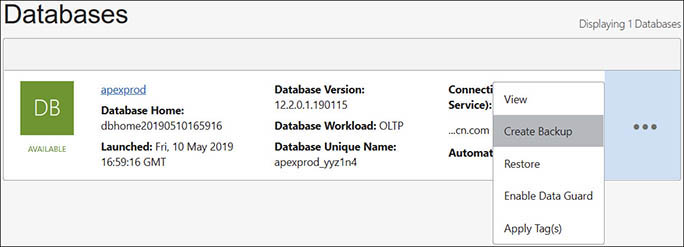 Databases
Displaying 1 Databases
DB
AVAILABLE
apexprod
Database Home:
dbhome20190510165916
Launched: Fri, 10 May 2019
16:59:16 GMT
Database Version:
12.2.0.1.190115
Database Workload: OLTP
Database Unique Name:
apexprod_yyz1n4
Connecti
Service):
...cn.com
Automat
View
Create Backup
Restore
Enable Data Guard
Apply Tag(s)